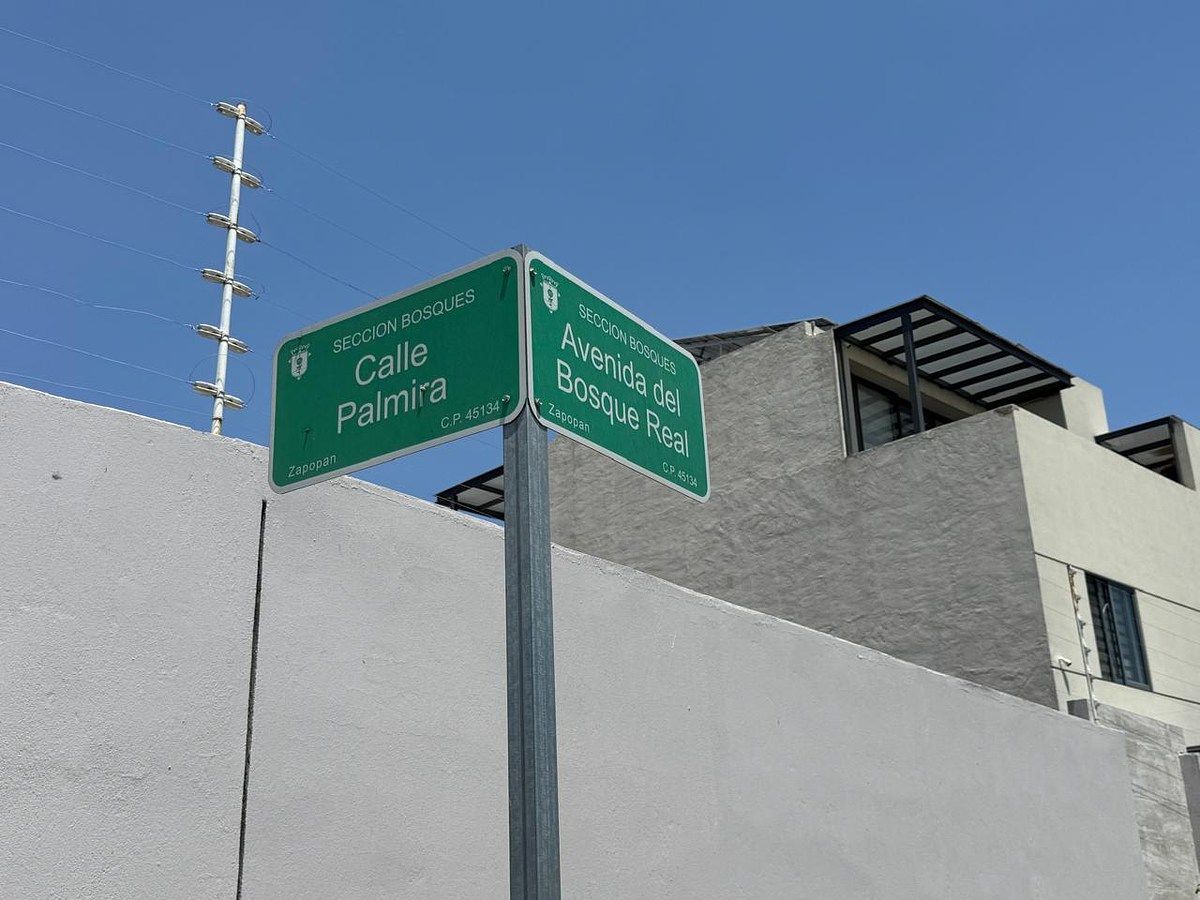 SECCION BOSQUES
Calle
Palmira
C.P. 45134
Zapopan
SECCION BOSQUES
Avenida del
Bosque Real
Zapopan
C.P. 45134